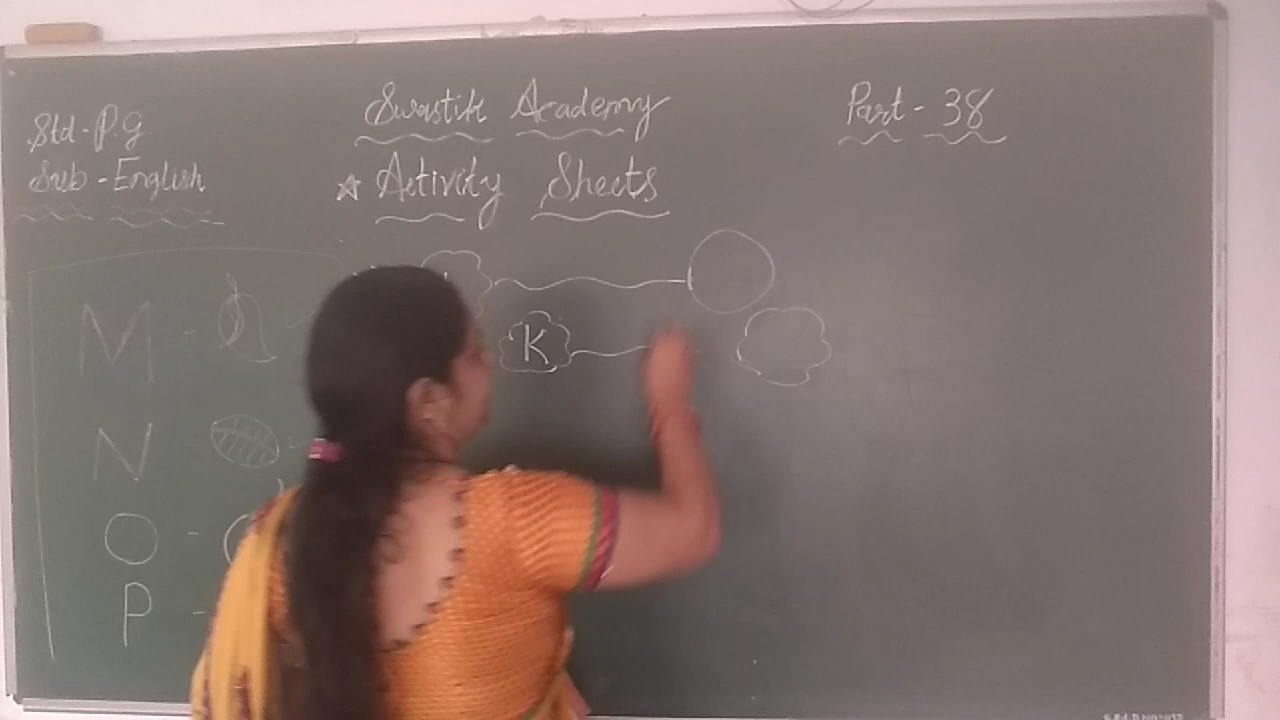 Swastik Academy
Part - 38
Std - P.G
Sub - English
☆ Activity Sheets
M -
N -
O -
P -
K